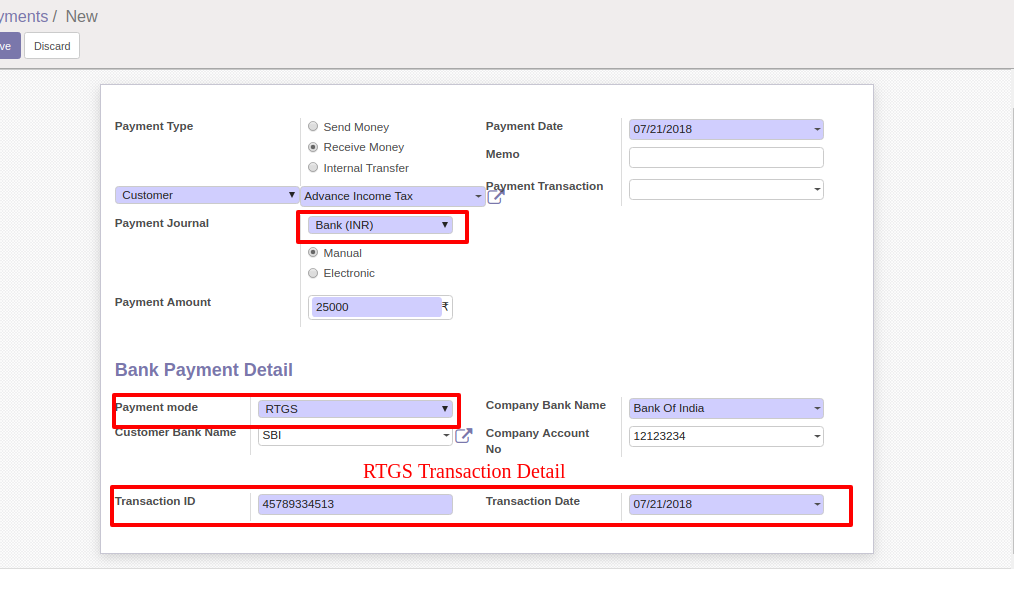 yments / New
ve Discard
Payment Type
Send Money
Receive Money
Internal Transfer
Customer Advance Income Tax
Payment Journal Bank (INR)
Manual
Electronic
Payment Amount 25000 ₹
Payment Date 07/21/2018
Memo
Payment Transaction
Bank Payment Detail
Payment mode RTGS
Customer Bank Name SBI
Company Bank Name Bank Of India
Company Account No 12123234
RTGS Transaction Detail
Transaction ID 45789334513 Transaction Date 07/21/2018